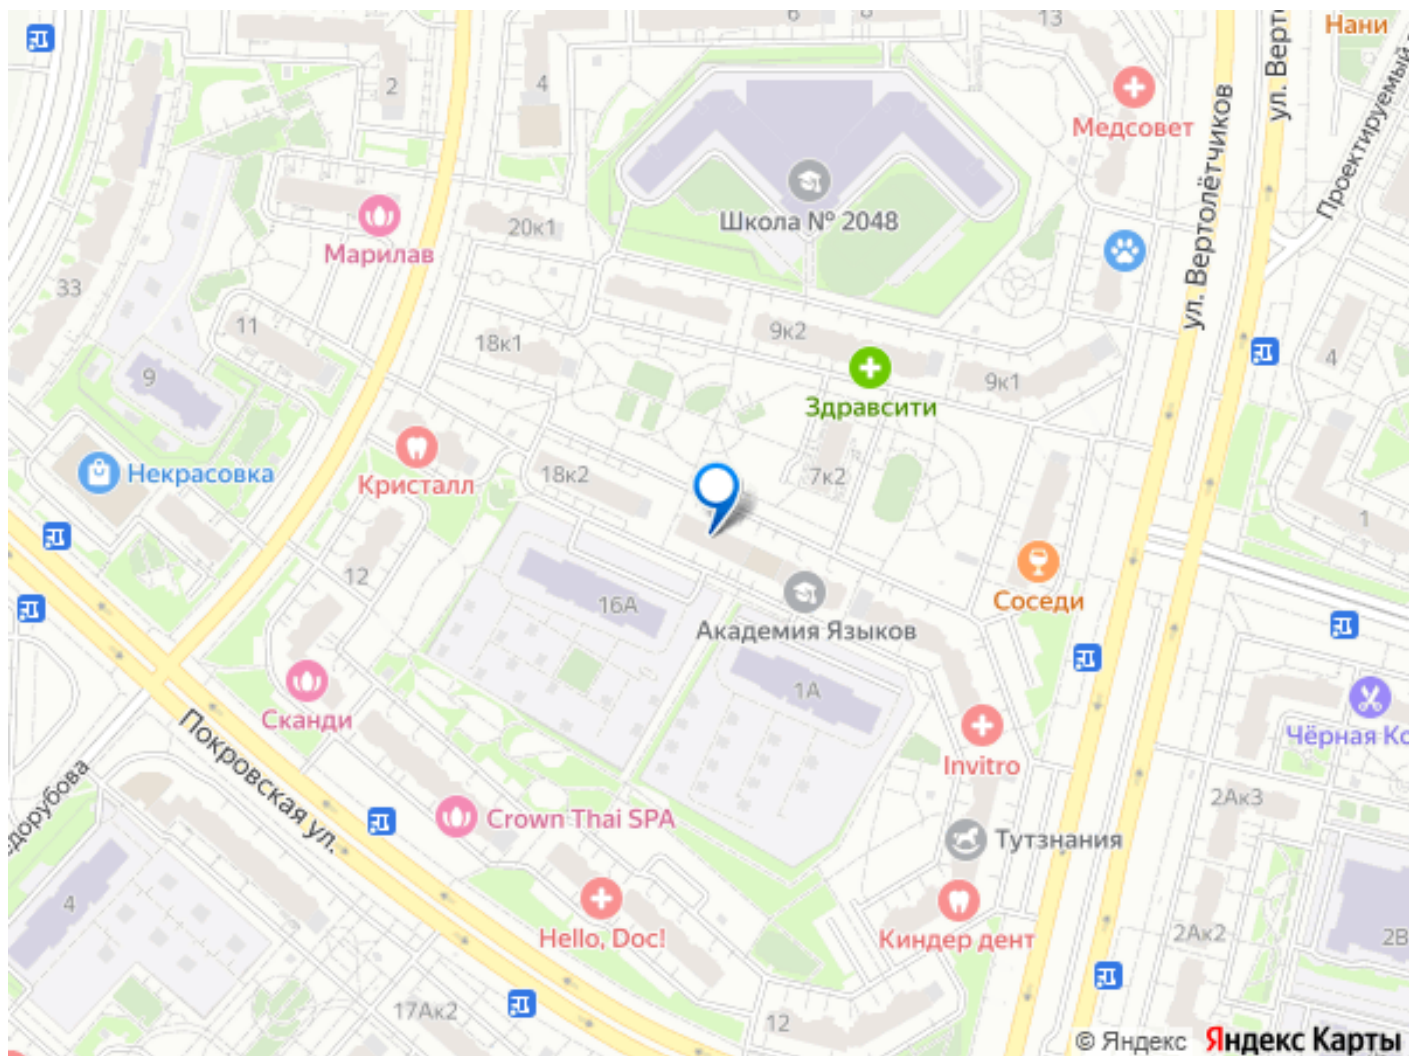 6
8
13
Нани
2
4
ул. Верт
Медсовет
ул. Вертолётчиков
Проектируемый
Школа № 2048
20к1
Марилав
33
11
18к1
9к2
4
9
9к1
Здравсити
Некрасовка
Кристалл
18к2
7к2
1
12
16А
Соседи
Академия Языков
1А
Сканди
Покровская ул.
Invitro
Чёрная Ко
2Ак3
дорубова
Crown Thai SPA
Тутзнания
4
Hello, Doc!
Киндер дент
2Ак2
2В
17Ак2
12
© Яндекс Яндекс Карты